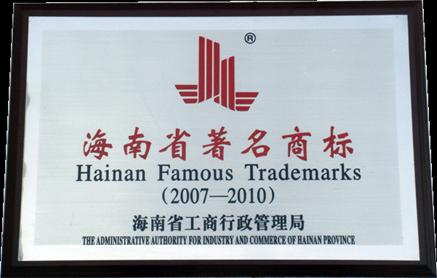 ®
海南省著名商标
Hainan Famous Trademarks
(2007—2010)
海南省工商行政管理局
THE ADMINISTRATIVE AUTHORITY FOR INDUSTRY AND COMMERCE OF HAINAN PROVINCE